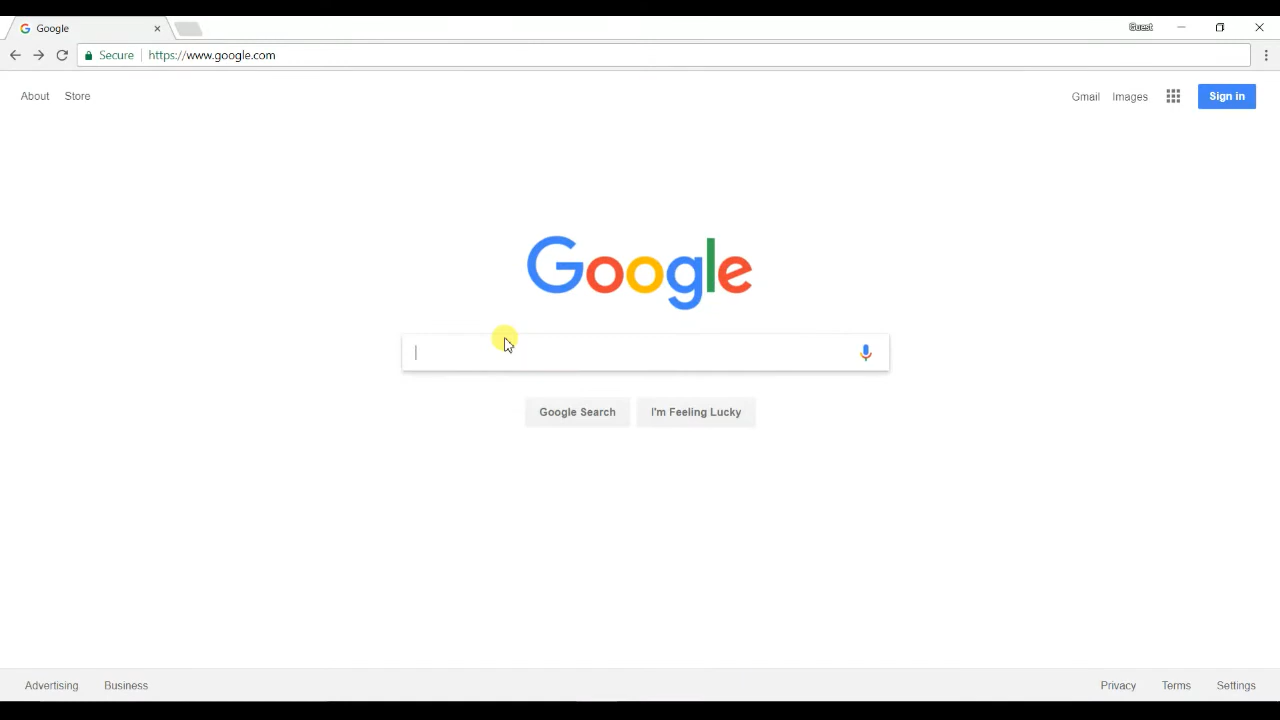 Google
Guest
Secure
https://www.google.com
About Store
Gmail Images Sign in
Google
Google Search I'm Feeling Lucky
Advertising Business
Privacy Terms Settings